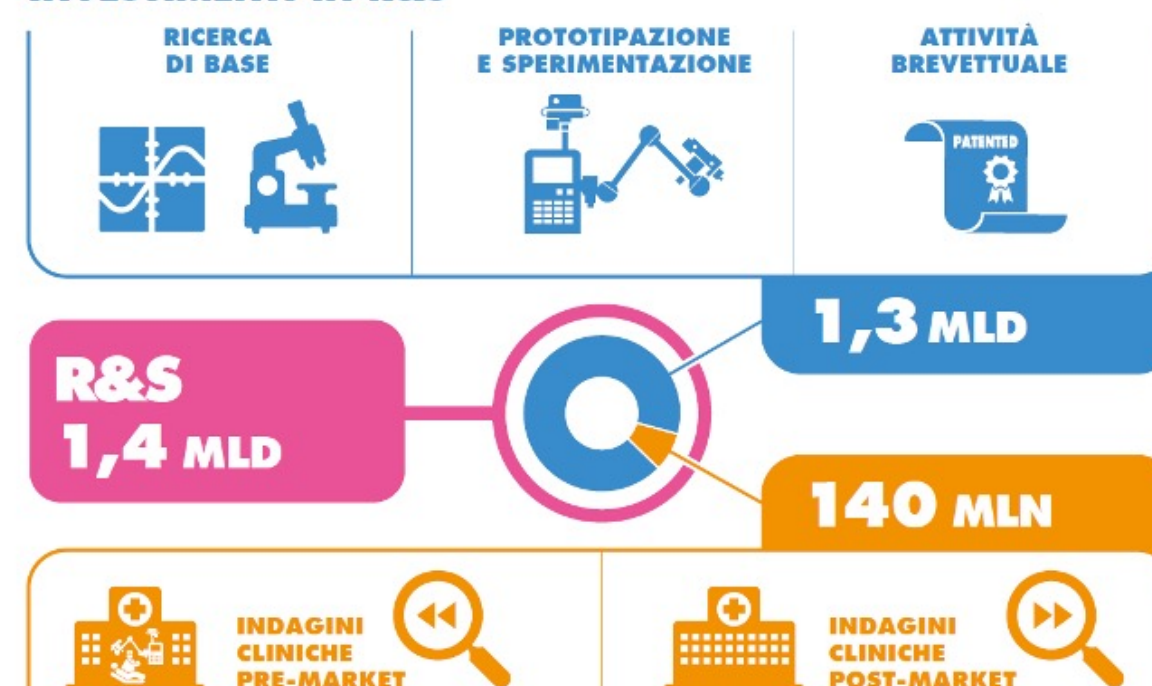 RICERCA
DI BASE
PROTOTIPAZIONE
E SPERIMENTAZIONE
ATTIVITÀ
BREVETTUALE
PATENTED
1,3 MLD
R&S
1,4 MLD
140 MLN
INDAGINI
CLINICHE
PRE-MARKET
INDAGINI
CLINICHE
POST-MARKET